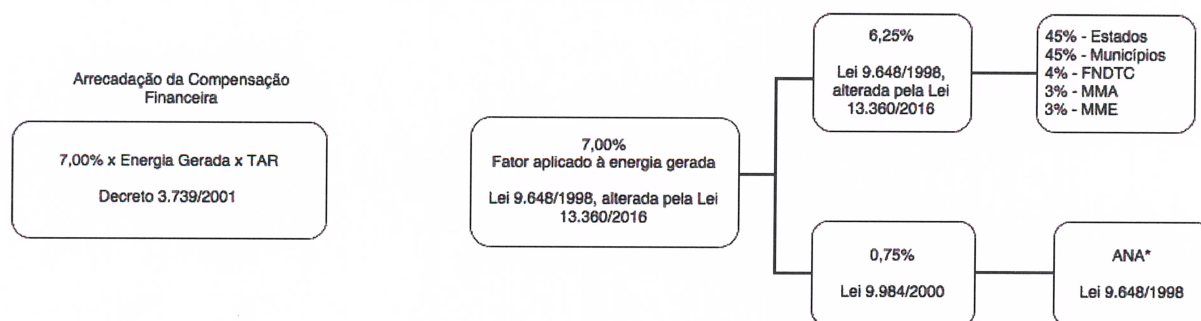 Arrecadação da Compensação
Financeira
7,00% x Energia Gerada x TAR
Decreto 3.739/2001
7,00%
Fator aplicado à energia gerada
Lei 9.648/1998, alterada pela Lei
13.360/2016
6,25%
Lei 9.648/1998,
alterada pela Lei
13.360/2016
45% - Estados
45% - Municípios
4% - FNDTC
3% - MMA
3% - MME
0,75%
Lei 9.984/2000
ANA*
Lei 9.648/1998